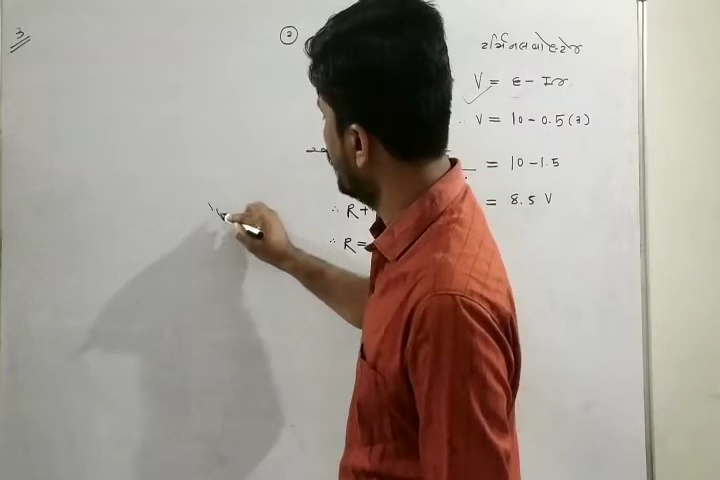 3
2
ટર્મિનલ વોલ્ટેજ
V = ε - Ir
∴ V = 10 - 0.5 (3)
= 10 - 1.5
= 8.5 V
∴ R +
∴ R =